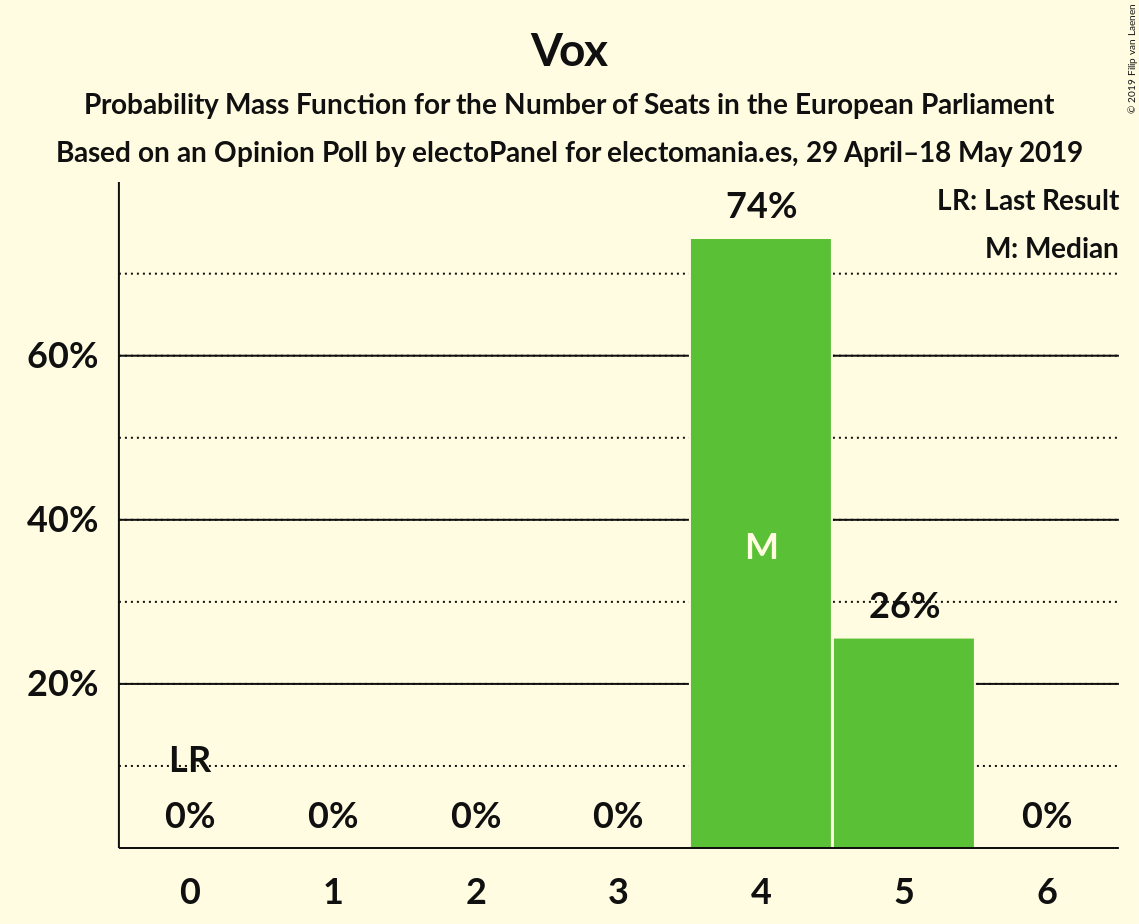 Vox
Probability Mass Function for the Number of Seats in the European Parliament
Based on an Opinion Poll by electoPanel for electomania.es, 29 April–18 May 2019
© 2019 Filip van Laenen
LR: Last Result
M: Median
74%
60%
40%
M
26%
20%
LR
0% 0% 0% 0% 0%
0 1 2 3 4 5 6